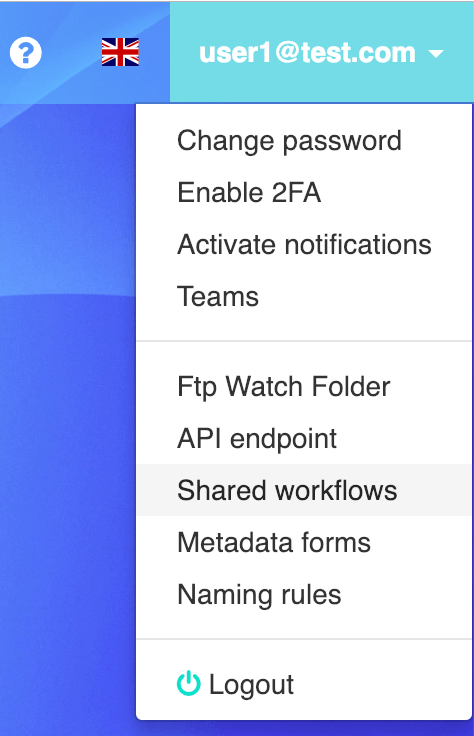 ?
user1@test.com
Change password
Enable 2FA
Activate notifications
Teams
Ftp Watch Folder
API endpoint
Shared workflows
Metadata forms
Naming rules
Logout